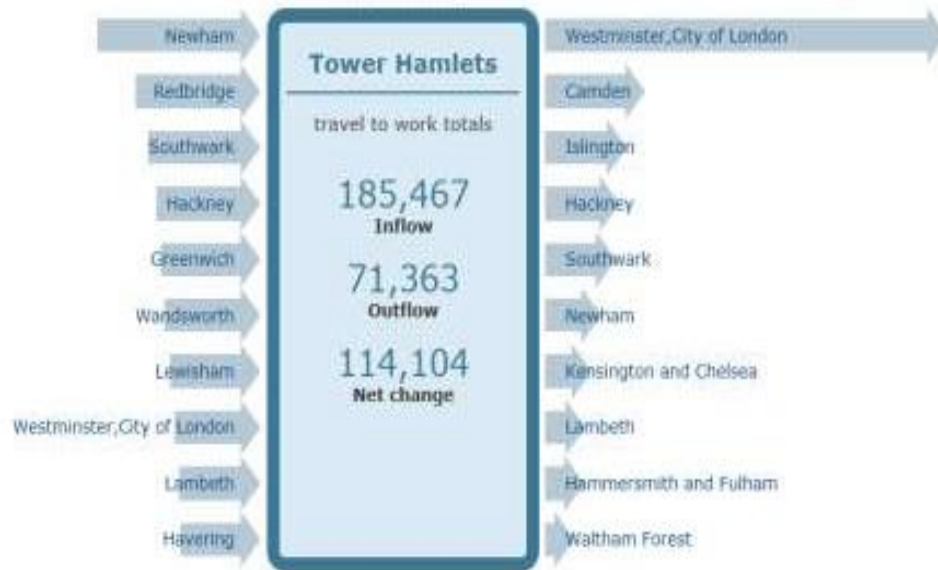 Newham
Redbridge
Southwark
Hackney
Greenwich
Wandsworth
Lewisham
Westminster,City of London
Lambeth
Havering
Tower Hamlets
travel to work totals
185,467
Inflow
71,363
Outflow
114,104
Net change
Westminster,City of London
Camden
Islington
Hackney
Southwark
Newham
Kensington and Chelsea
Lambeth
Hammersmith and Fulham
Waltham Forest